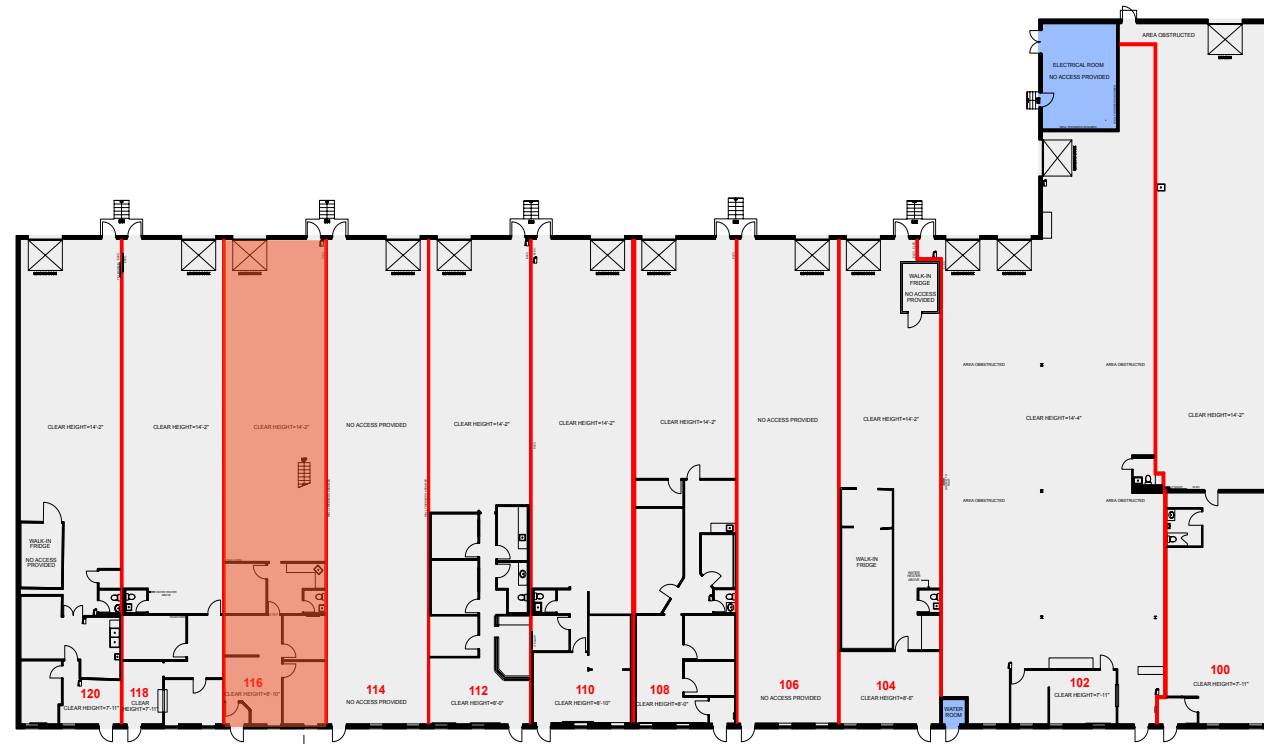 AREA OBSTRUCTED
ELECTRICAL ROOM
NO ACCESS PROVIDED
WALK-IN
FRIDGE
NO ACCESS
PROVIDED
AREA OBSTRUCTED
AREA OBSTRUCTED
CLEAR HEIGHT=14'-2"
CLEAR HEIGHT=14'-2"
CLEAR HEIGHT=14'-2"
NO ACCESS PROVIDED
CLEAR HEIGHT=14'-2"
CLEAR HEIGHT=14'-2"
CLEAR HEIGHT=14'-2"
NO ACCESS PROVIDED
CLEAR HEIGHT=14'-2"
CLEAR HEIGHT=14'-4"
CLEAR HEIGHT=14'-2"
AREA OBSTRUCTED
AREA OBSTRUCTED
WALK-IN
FRIDGE
NO ACCESS
PROVIDED
WALK-IN
FRIDGE
WATER
HEATER
ABOVE
WATER HEATER
ABOVE
120
CLEAR HEIGHT=7'-11"
118
CLEAR
HEIGHT=7'-11"
116
CLEAR HEIGHT=8'-10"
114
NO ACCESS PROVIDED
112
CLEAR HEIGHT=8'-0"
110
CLEAR HEIGHT=8'-10"
108
CLEAR HEIGHT=8'-0"
106
NO ACCESS PROVIDED
104
CLEAR HEIGHT=8'-8"
WATER
ROOM
102
CLEAR HEIGHT=7'-11"
100
CLEAR HEIGHT=7'-11"